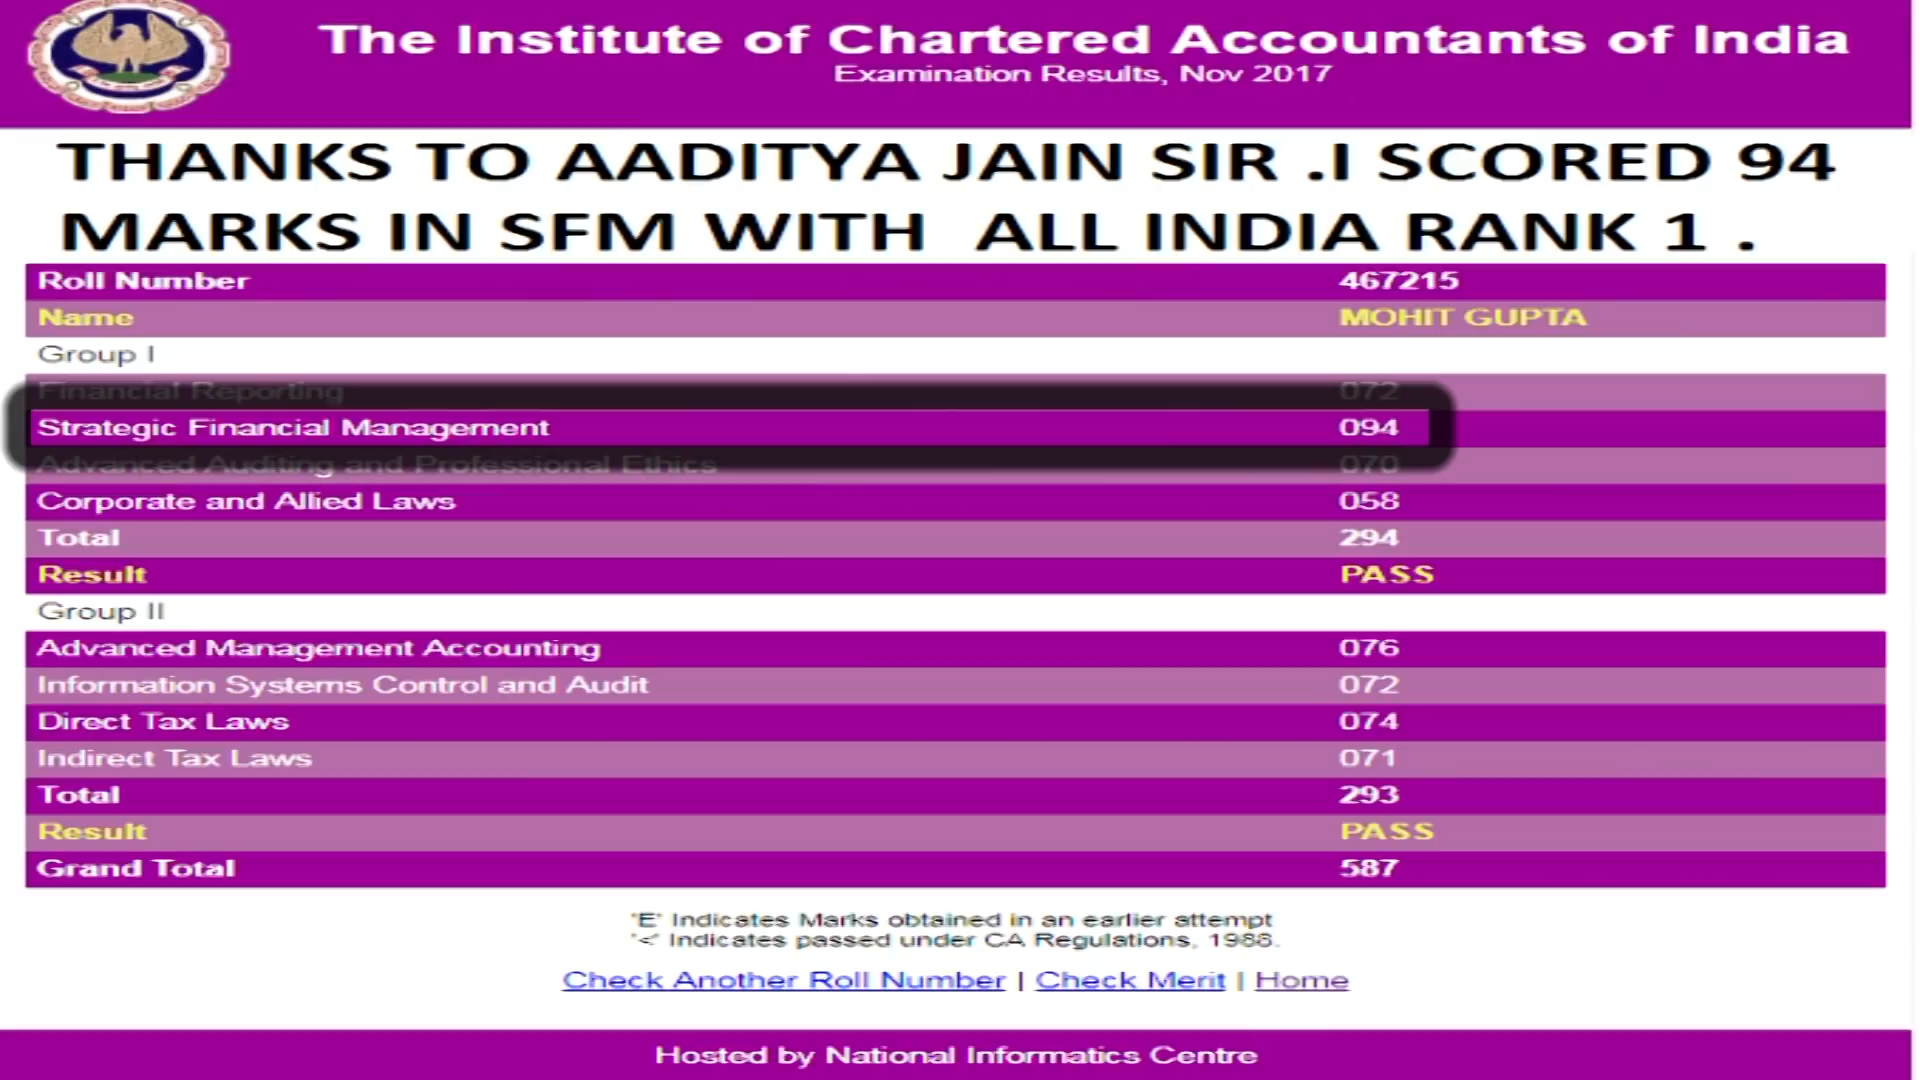 The Institute of Chartered Accountants of India
Examination Results, Nov 2017
THANKS TO AADITYA JAIN SIR .I SCORED 94
MARKS IN SFM WITH ALL INDIA RANK 1 .
Roll Number 467215
Name MOHIT GUPTA
Group I
Financial Reporting 072
Strategic Financial Management 094
Advanced Auditing and Professional Ethics 070
Corporate and Allied Laws 058
Total 294
Result PASS
Group II
Advanced Management Accounting 076
Information Systems Control and Audit 072
Direct Tax Laws 074
Indirect Tax Laws 071
Total 293
Result PASS
Grand Total 587
'E' Indicates Marks obtained in an earlier attempt
'<' Indicates passed under CA Regulations, 1988.
Check Another Roll Number | Check Merit | Home
Hosted by National Informatics Centre